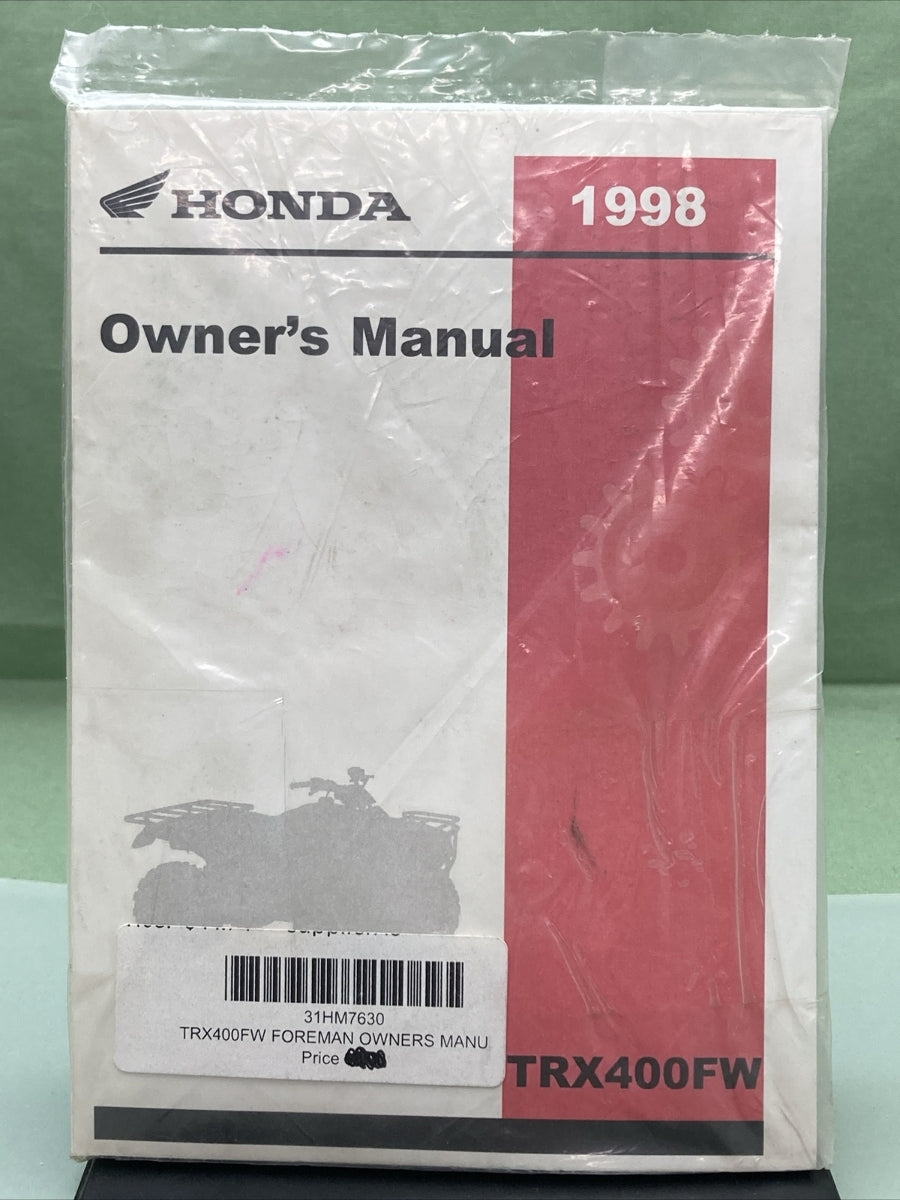 HONDA
1998
Owner's Manual
31HM7630
TRX400FW FOREMAN OWNERS MANU
Price
TRX400FW